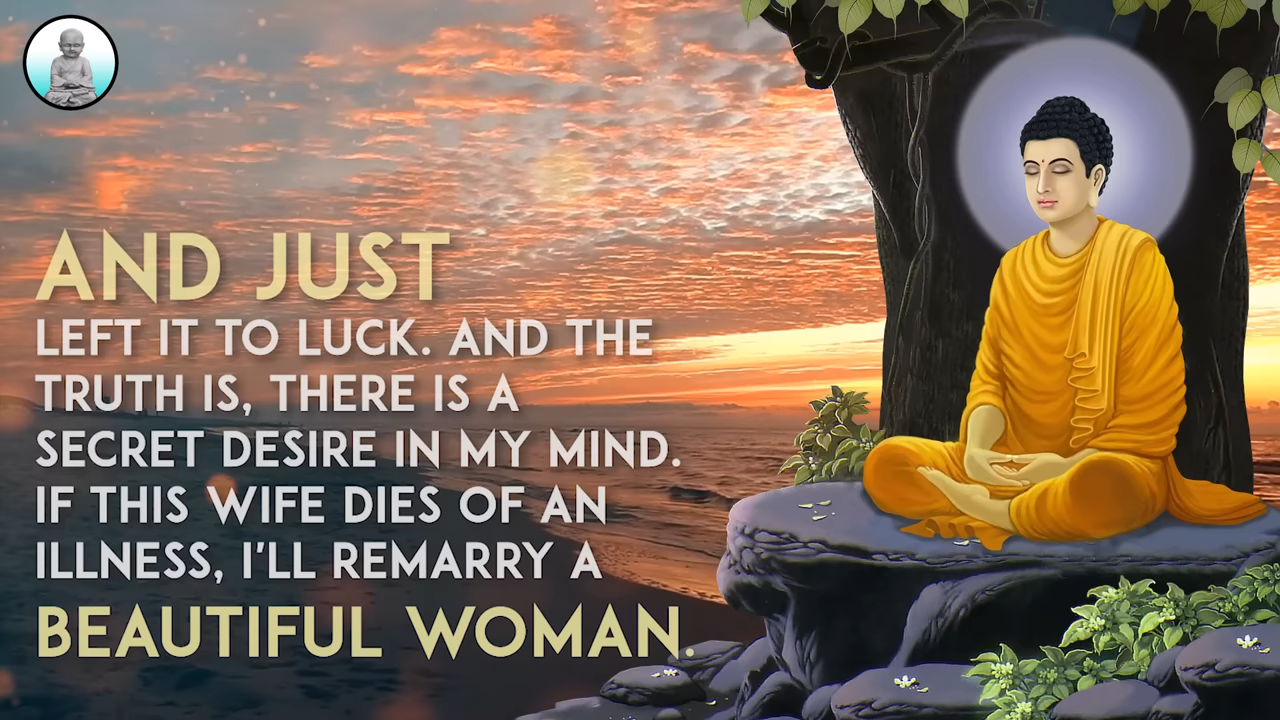 AND JUST
LEFT IT TO LUCK. AND THE
TRUTH IS, THERE IS A
SECRET DESIRE IN MY MIND.
IF THIS WIFE DIES OF AN
ILLNESS, I'LL REMARRY A
BEAUTIFUL WOMAN.